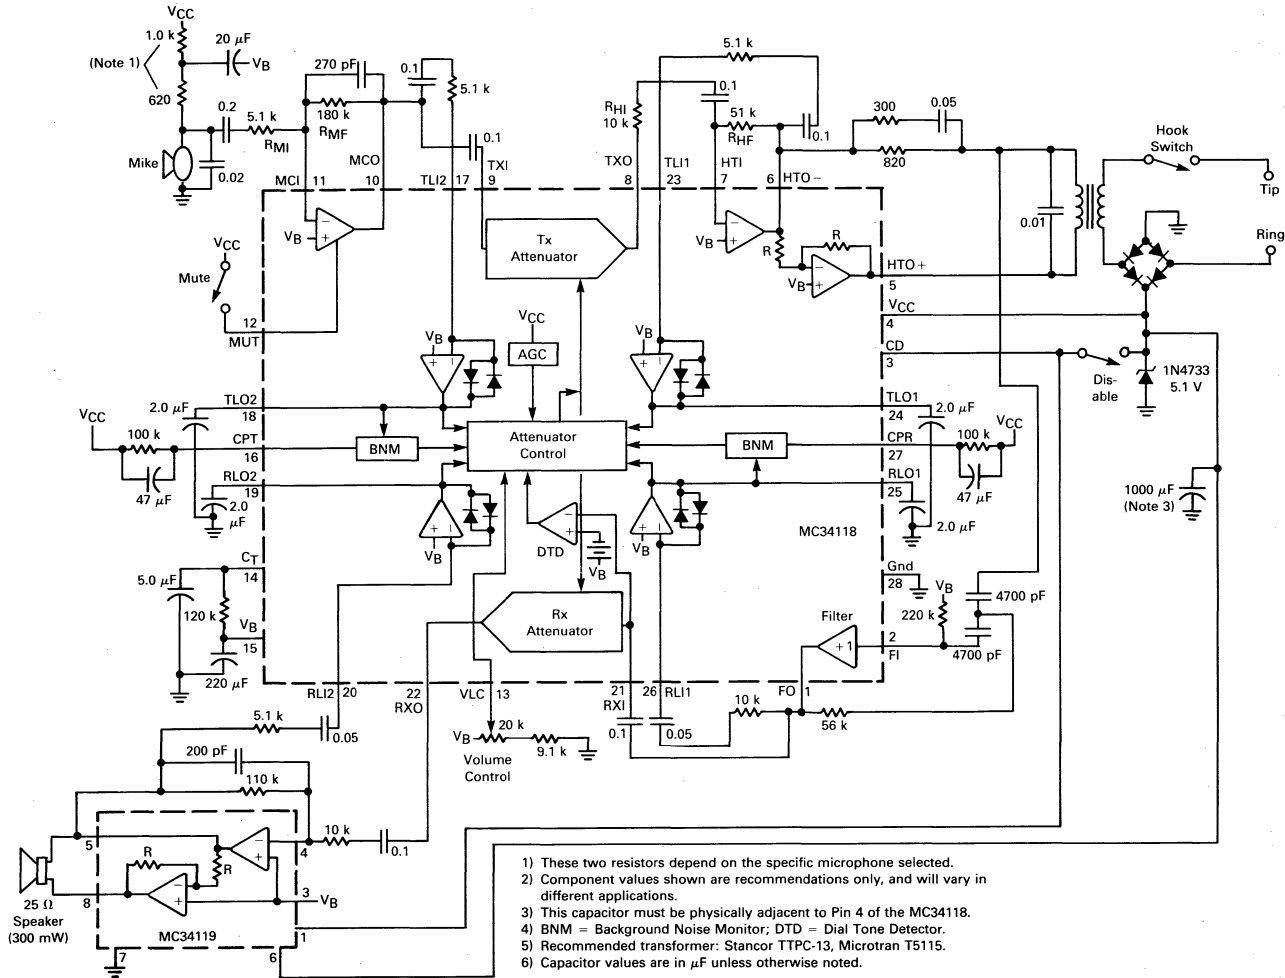 VCC
1.0 k
20 µF
VB
(Note 1)
620
0.2
5.1 k
RMI
Mike
0.02
270 pF
180 k
RMF
0.1
5.1 k
0.1
MCO
TXI
MCI 11
10
TLI2 17
9
5.1 k
0.1
RHI
10 k
51 k
RHF
0.1
TXO
TLI1
HTI
8
23
7
6 HTO–
300
0.05
820
0.01
Hook
Switch
Tip
Ring
VB
Tx
Attenuator
VB
R
R
VB
HTO+
5
VCC
4
CD
3
VCC
Mute
12
MUT
Dis-
able
1N4733
5.1 V
VCC
AGC
VB
VB
TLO2
18
2.0 µF
VCC
100 k
CPT
16
47 µF
RLO2
19
2.0
µF
BNM
Attenuator
Control
BNM
TLO1
24
2.0 µF
CPR
27
100 k
VCC
47 µF
RLO1
25
2.0 µF
1000 µF
(Note 3)
VB
DTD
VB
VB
MC34118
CT
14
5.0 µF
120 k
VB
15
220 µF
Rx
Attenuator
Gnd
28
VB
220 k
4700 pF
4700 pF
Filter
+1
2
FI
RLI2 20
22
RXO
VLC 13
21
RXI
26 RLI1
FO 1
5.1 k
0.05
VB
20 k
9.1 k
Volume
Control
0.1
0.05
10 k
56 k
200 pF
110 k
10 k
0.1
5
4
R
R
8
3
VB
25 Ω
Speaker
(300 mW)
MC34119
1
7
6
1) These two resistors depend on the specific microphone selected.
2) Component values shown are recommendations only, and will vary in
different applications.
3) This capacitor must be physically adjacent to Pin 4 of the MC34118.
4) BNM = Background Noise Monitor; DTD = Dial Tone Detector.
5) Recommended transformer: Stancor TTPC-13, Microtran T5115.
6) Capacitor values are in µF unless otherwise noted.